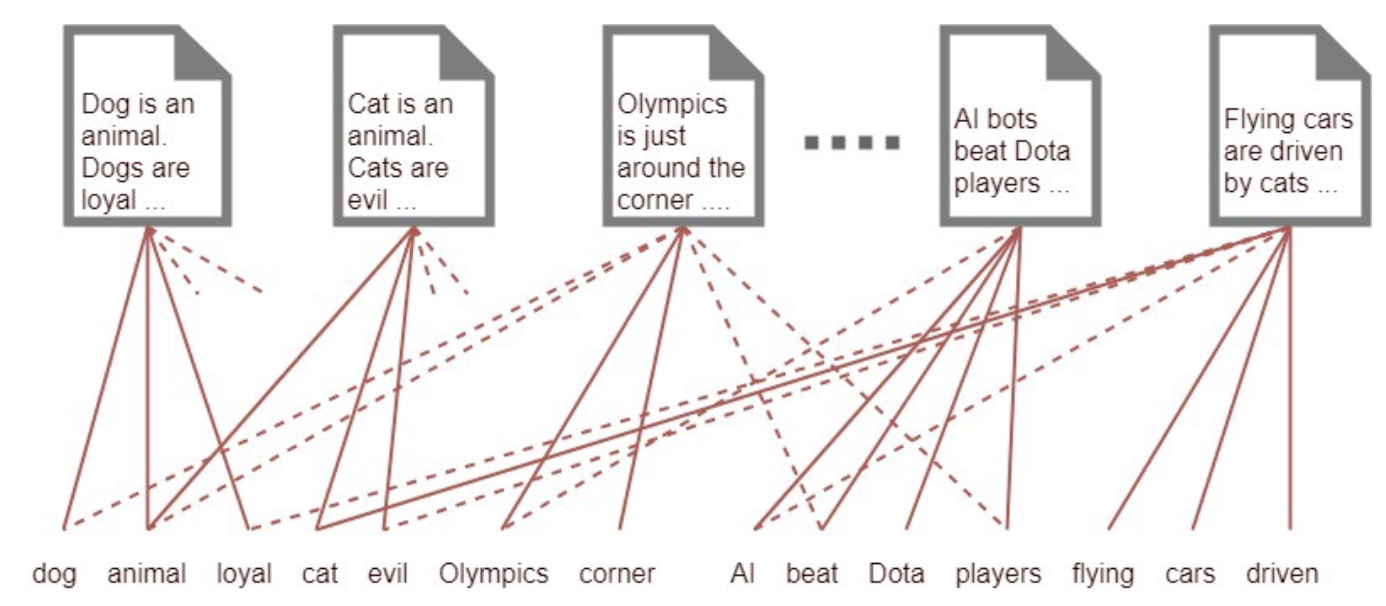 Dog is an
animal.
Dogs are
loyal ...
Cat is an
animal.
Cats are
evil ...
Olympics
is just
around the
corner ....
AI bots
beat Dota
players ...
Flying cars
are driven
by cats ...
dog animal loyal cat evil Olympics corner AI beat Dota players flying cars driven